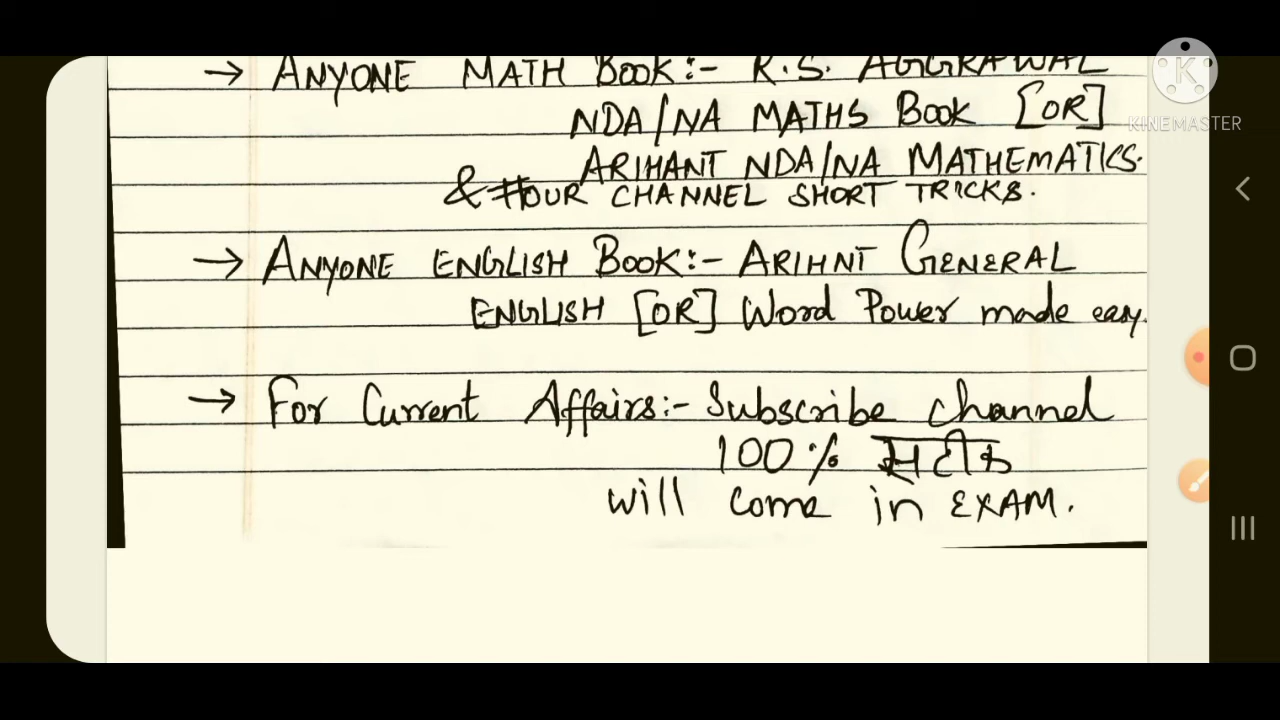 → ANYONE MATH BOOK:- R.S. AGGRAWAL
NDA/NA MATHS BOOK [OR]
ARIHANT NDA/NA MATHEMATICS.
& OUR CHANNEL SHORT TRICKS.
→ ANYONE ENGLISH BOOK:- ARIHNT GENERAL
ENGLISH [OR] Word Power made easy.
→ For Current Affairs:- Subscribe channel
100% सटीक
will come in EXAM.
KINEMASTER